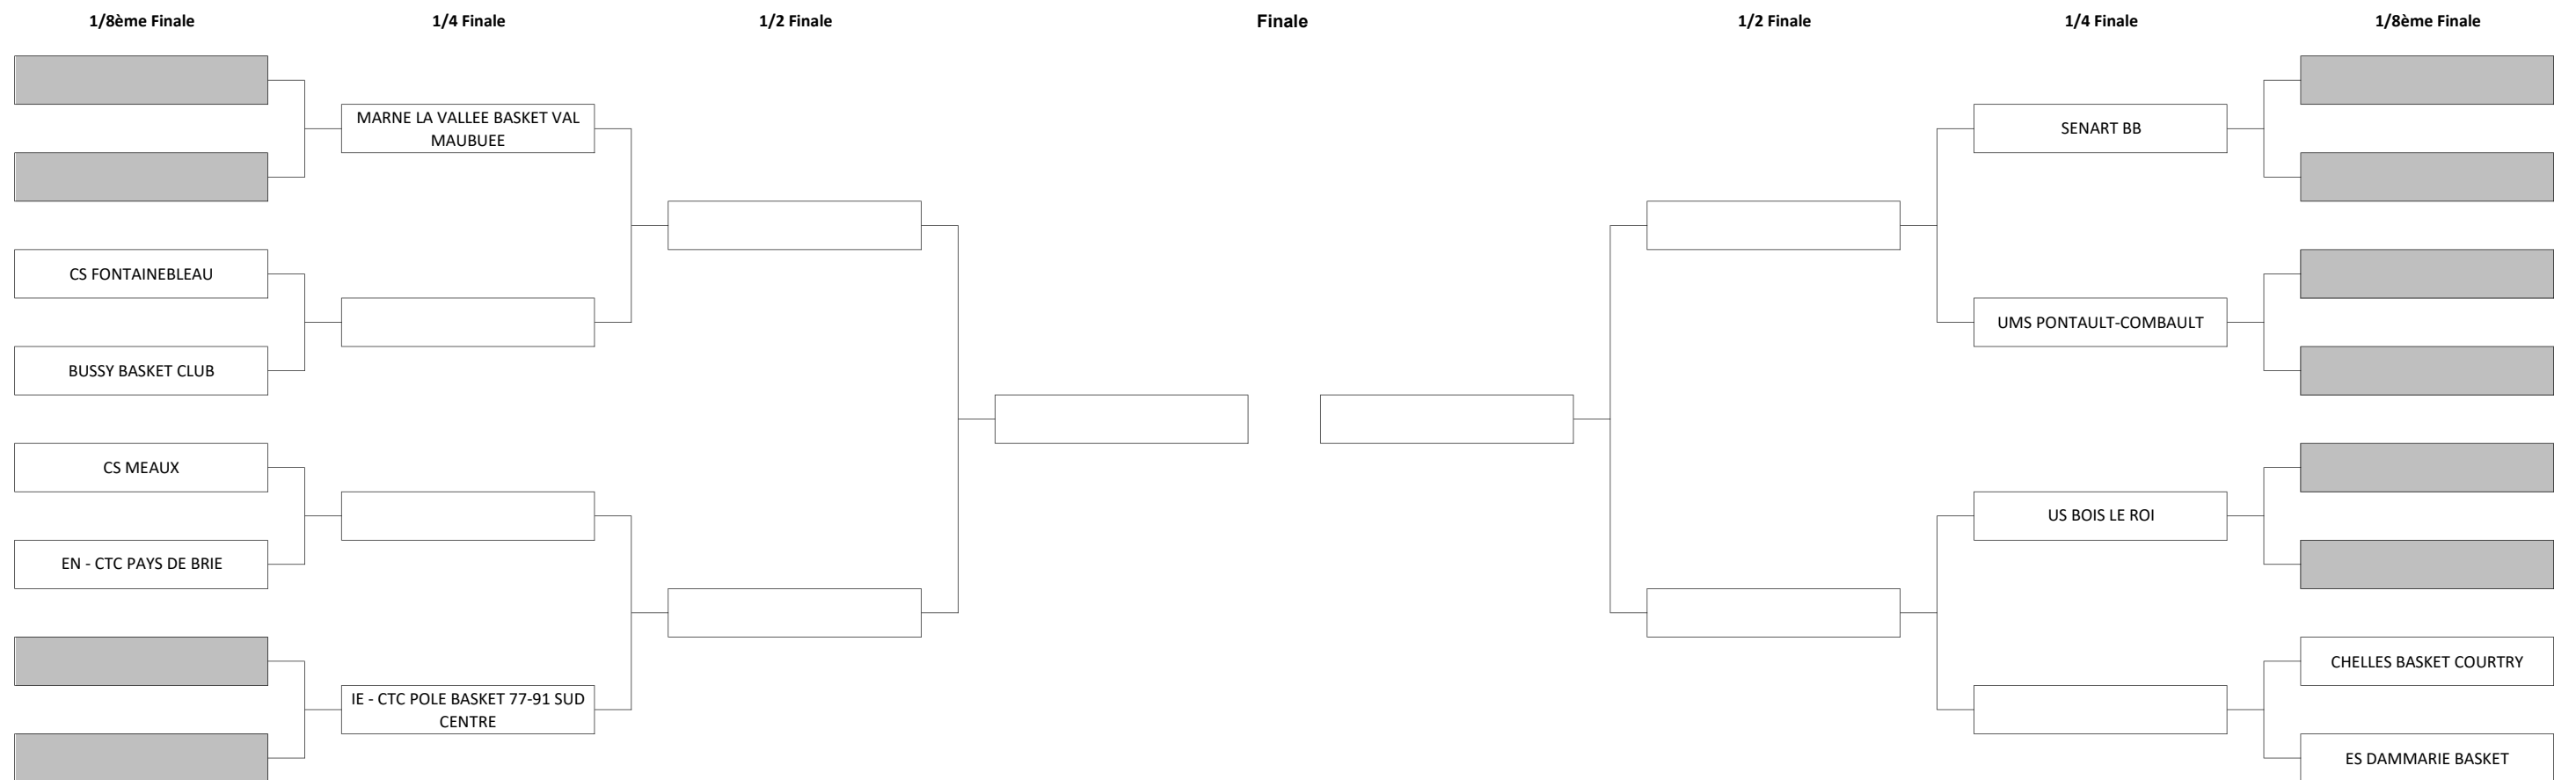 1/8ème Finale
1/4 Finale
1/2 Finale
Finale
1/2 Finale
1/4 Finale
1/8ème Finale
MARNE LA VALLEE BASKET VAL
MAUBUEE
SENART BB
CS FONTAINEBLEAU
UMS PONTAULT-COMBAULT
BUSSY BASKET CLUB
CS MEAUX
US BOIS LE ROI
EN - CTC PAYS DE BRIE
CHELLES BASKET COURTRY
IE - CTC POLE BASKET 77-91 SUD
CENTRE
ES DAMMARIE BASKET